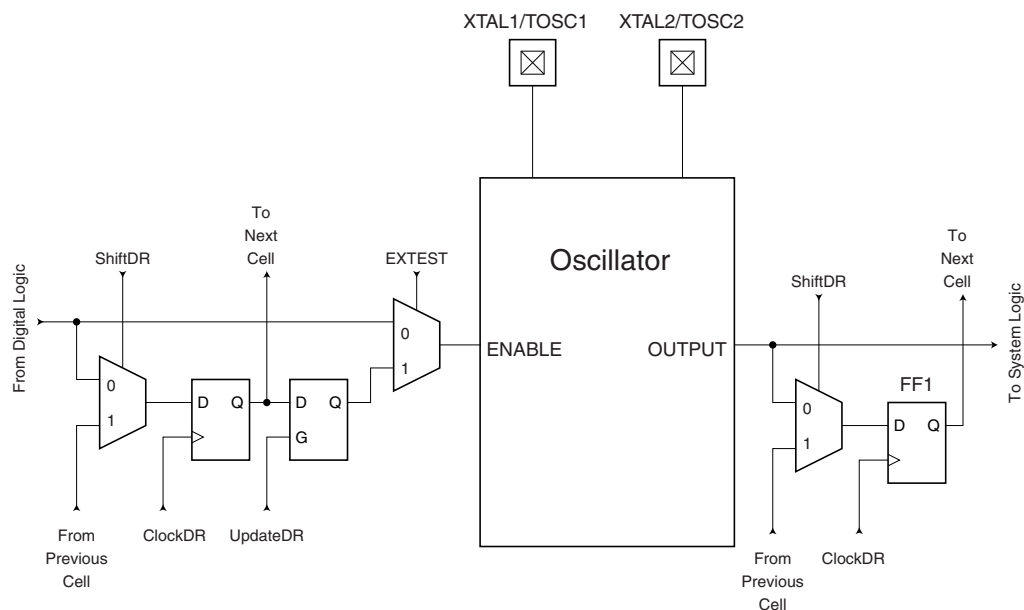 XTAL1/TOSC1
XTAL2/TOSC2
Oscillator
ENABLE
OUTPUT
From Digital Logic
ShiftDR
To
Next
Cell
EXTEST
0
1
0
1
D Q
D Q
G
From
Previous
Cell
ClockDR
UpdateDR
ShiftDR
To
Next
Cell
To System Logic
FF1
0
1
D Q
From
Previous
Cell
ClockDR